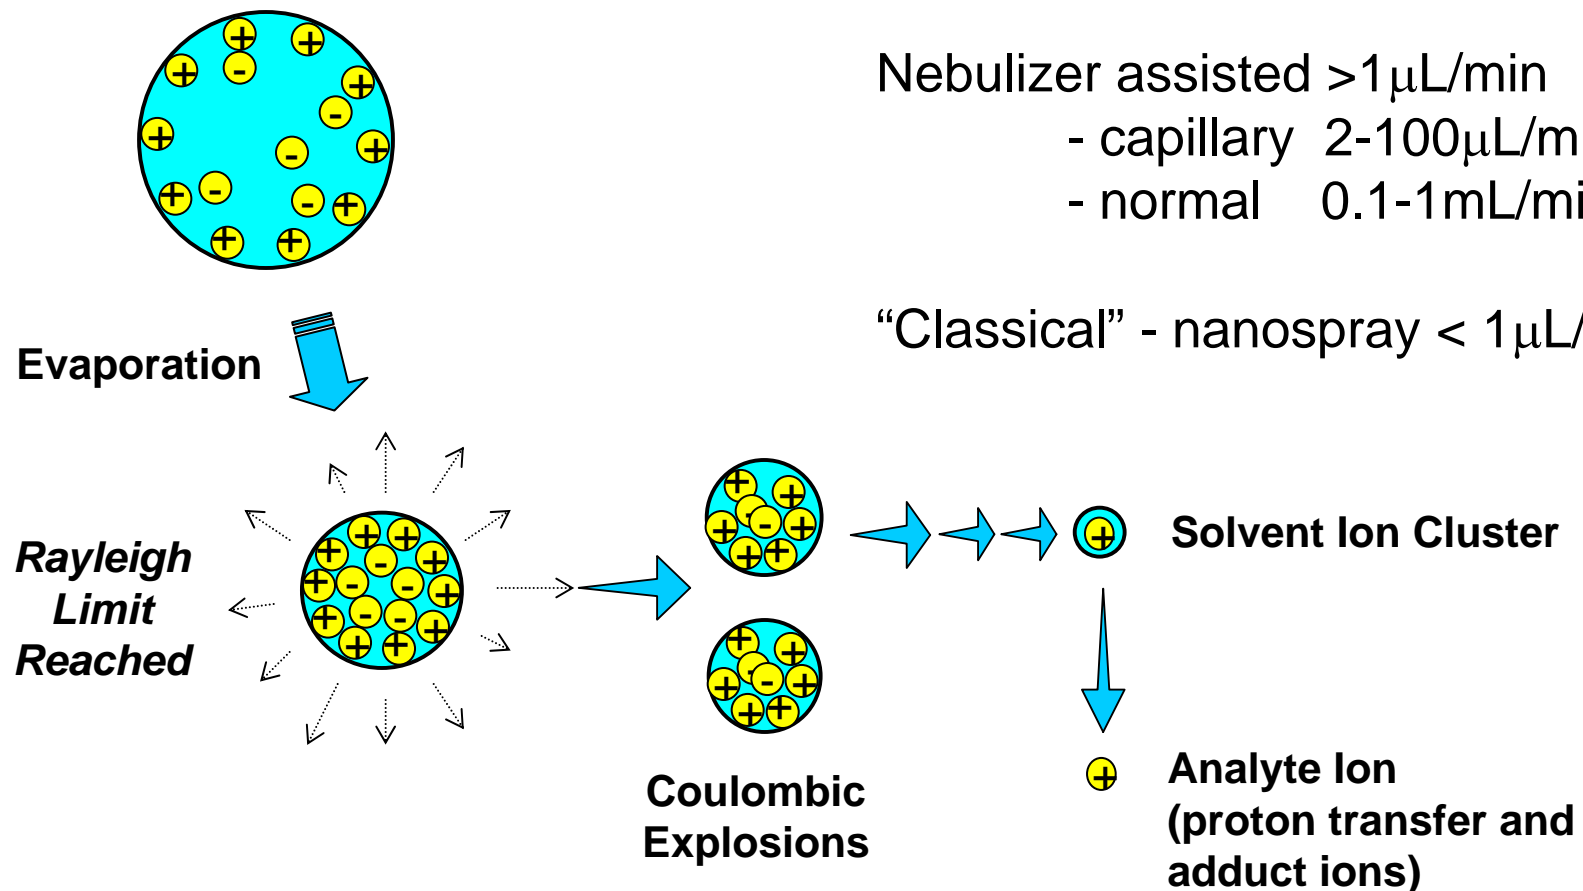 Nebulizer assisted >1μL/min
- capillary 2-100μL/m
- normal 0.1-1mL/mi
“Classical” - nanospray < 1μL/
Evaporation
Rayleigh
Limit
Reached
Solvent Ion Cluster
Coulombic
Explosions
Analyte Ion
(proton transfer and
adduct ions)